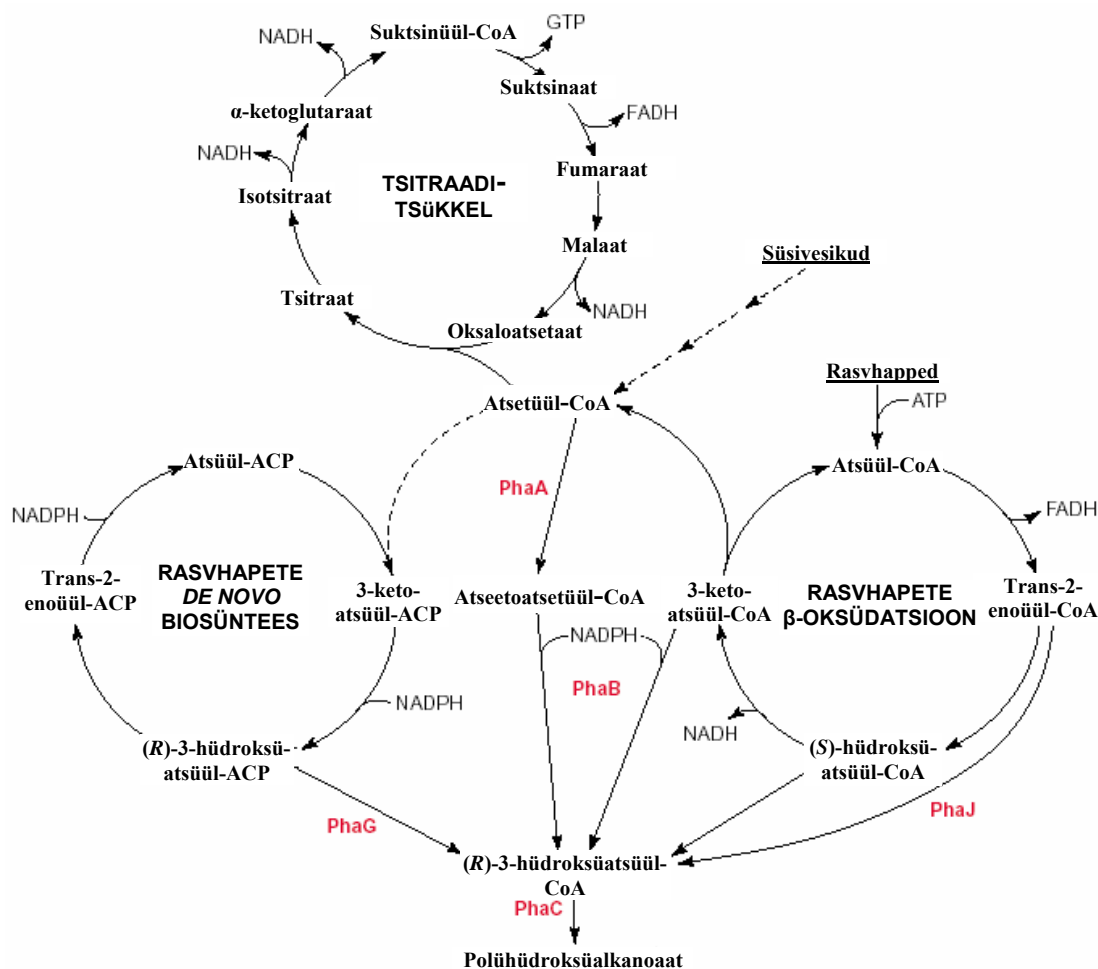 Suktsinüül-CoA
GTP
NADH
Suktsinaat
α-ketoglutaraat
FADH
NADH
Fumaraat
TSITRAADI-
TSüKKEL
Isotsitraat
Malaat
Süsivesikud
Tsitraat
NADH
Oksaloatsetaat
Rasvhapped
Atsetüül-CoA
ATP
Atsüül-ACP
Atsüül-CoA
PhaA
NADPH
FADH
Trans-2-
enoüül-ACP
RASVHAPETE
DE NOVO
BIOSÜNTEES
3-keto-
atsüül-ACP
Atseetoatsetüül-CoA
3-keto-
atsüül-CoA
RASVHAPETE
β-OKSÜDATSIOON
Trans-2-
enoüül-CoA
NADPH
PhaB
NADPH
NADH
(R)-3-hüdroksü-
atsüül-ACP
(S)-hüdroksü-
atsüül-CoA
PhaG
PhaJ
(R)-3-hüdroksüatsüül-
CoA
PhaC
Polühüdroksüalkanoaat